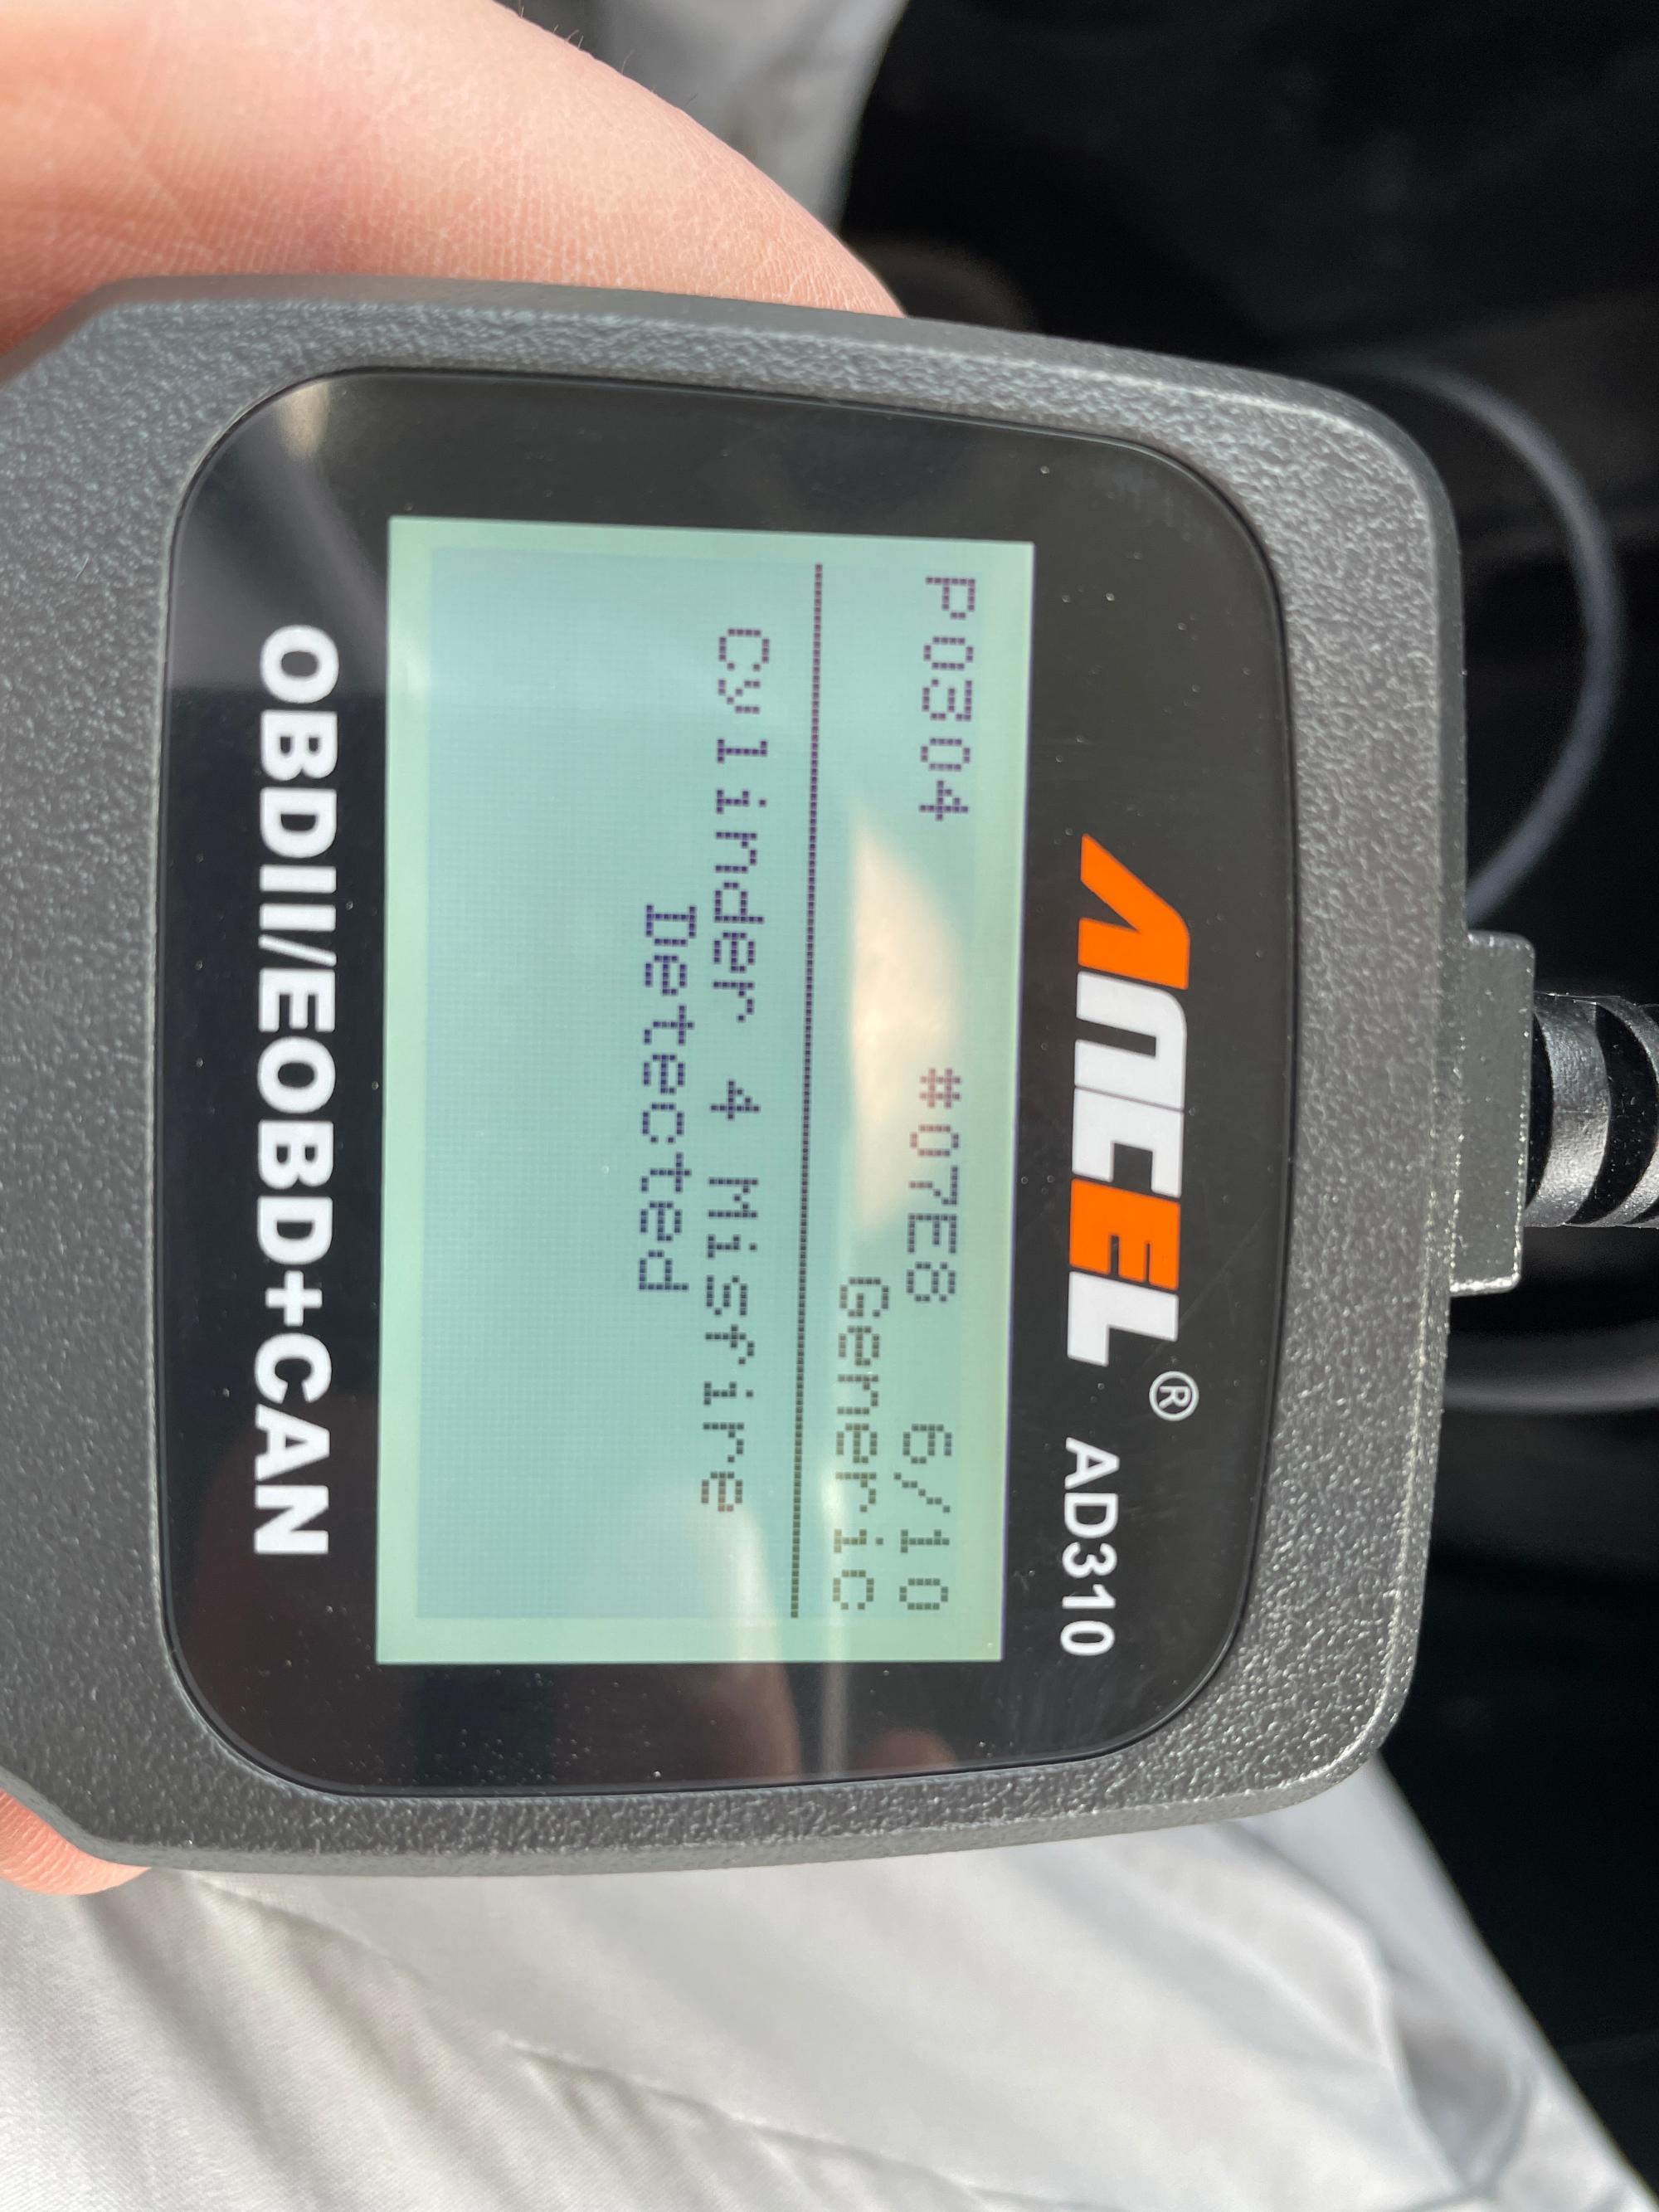 ANCEL® AD310
P0304 #07E8 6/10
Generic
Cylinder 4 Misfire
Detected
OBDII/EOBD+CAN